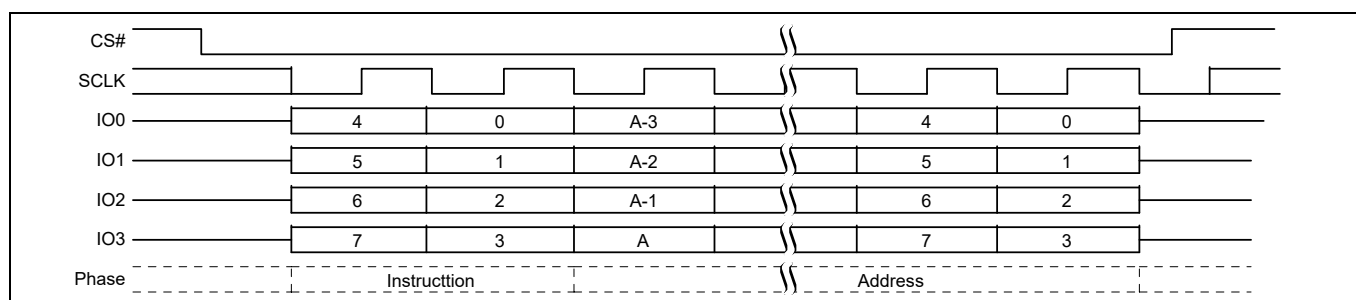 CS#
SCLK
IO0 4 0 A-3 4 0
IO1 5 1 A-2 5 1
IO2 6 2 A-1 6 2
IO3 7 3 A 7 3
Phase Instructtion Address